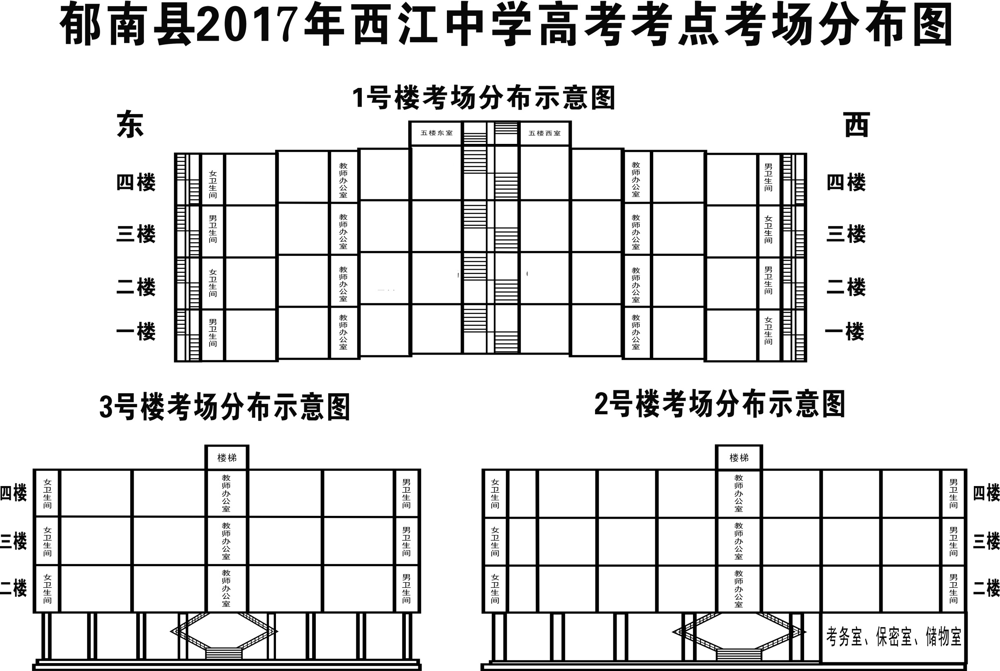 郁南县2017年西江中学高考考点考场分布图
1号楼考场分布示意图
东
西
五楼东室
五楼西室
四楼
女卫生间
教师办公室
教师办公室
男卫生间
四楼
三楼
男卫生间
教师办公室
教师办公室
女卫生间
三楼
二楼
女卫生间
教师办公室
教师办公室
男卫生间
二楼
一楼
男卫生间
教师办公室
教师办公室
女卫生间
一楼
3号楼考场分布示意图
楼梯
四楼
女卫生间
教师办公室
男卫生间
三楼
女卫生间
教师办公室
男卫生间
二楼
女卫生间
教师办公室
男卫生间
2号楼考场分布示意图
楼梯
女卫生间
教师办公室
男卫生间
四楼
女卫生间
教师办公室
男卫生间
三楼
女卫生间
教师办公室
男卫生间
二楼
考务室、保密室、储物室